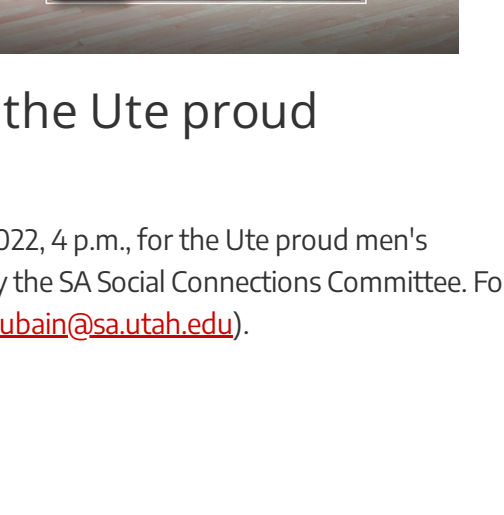 the Ute proud
022, 4 p.m., for the Ute proud men's
the SA Social Connections Committee. Fo
ubain@sa.utah.edu).